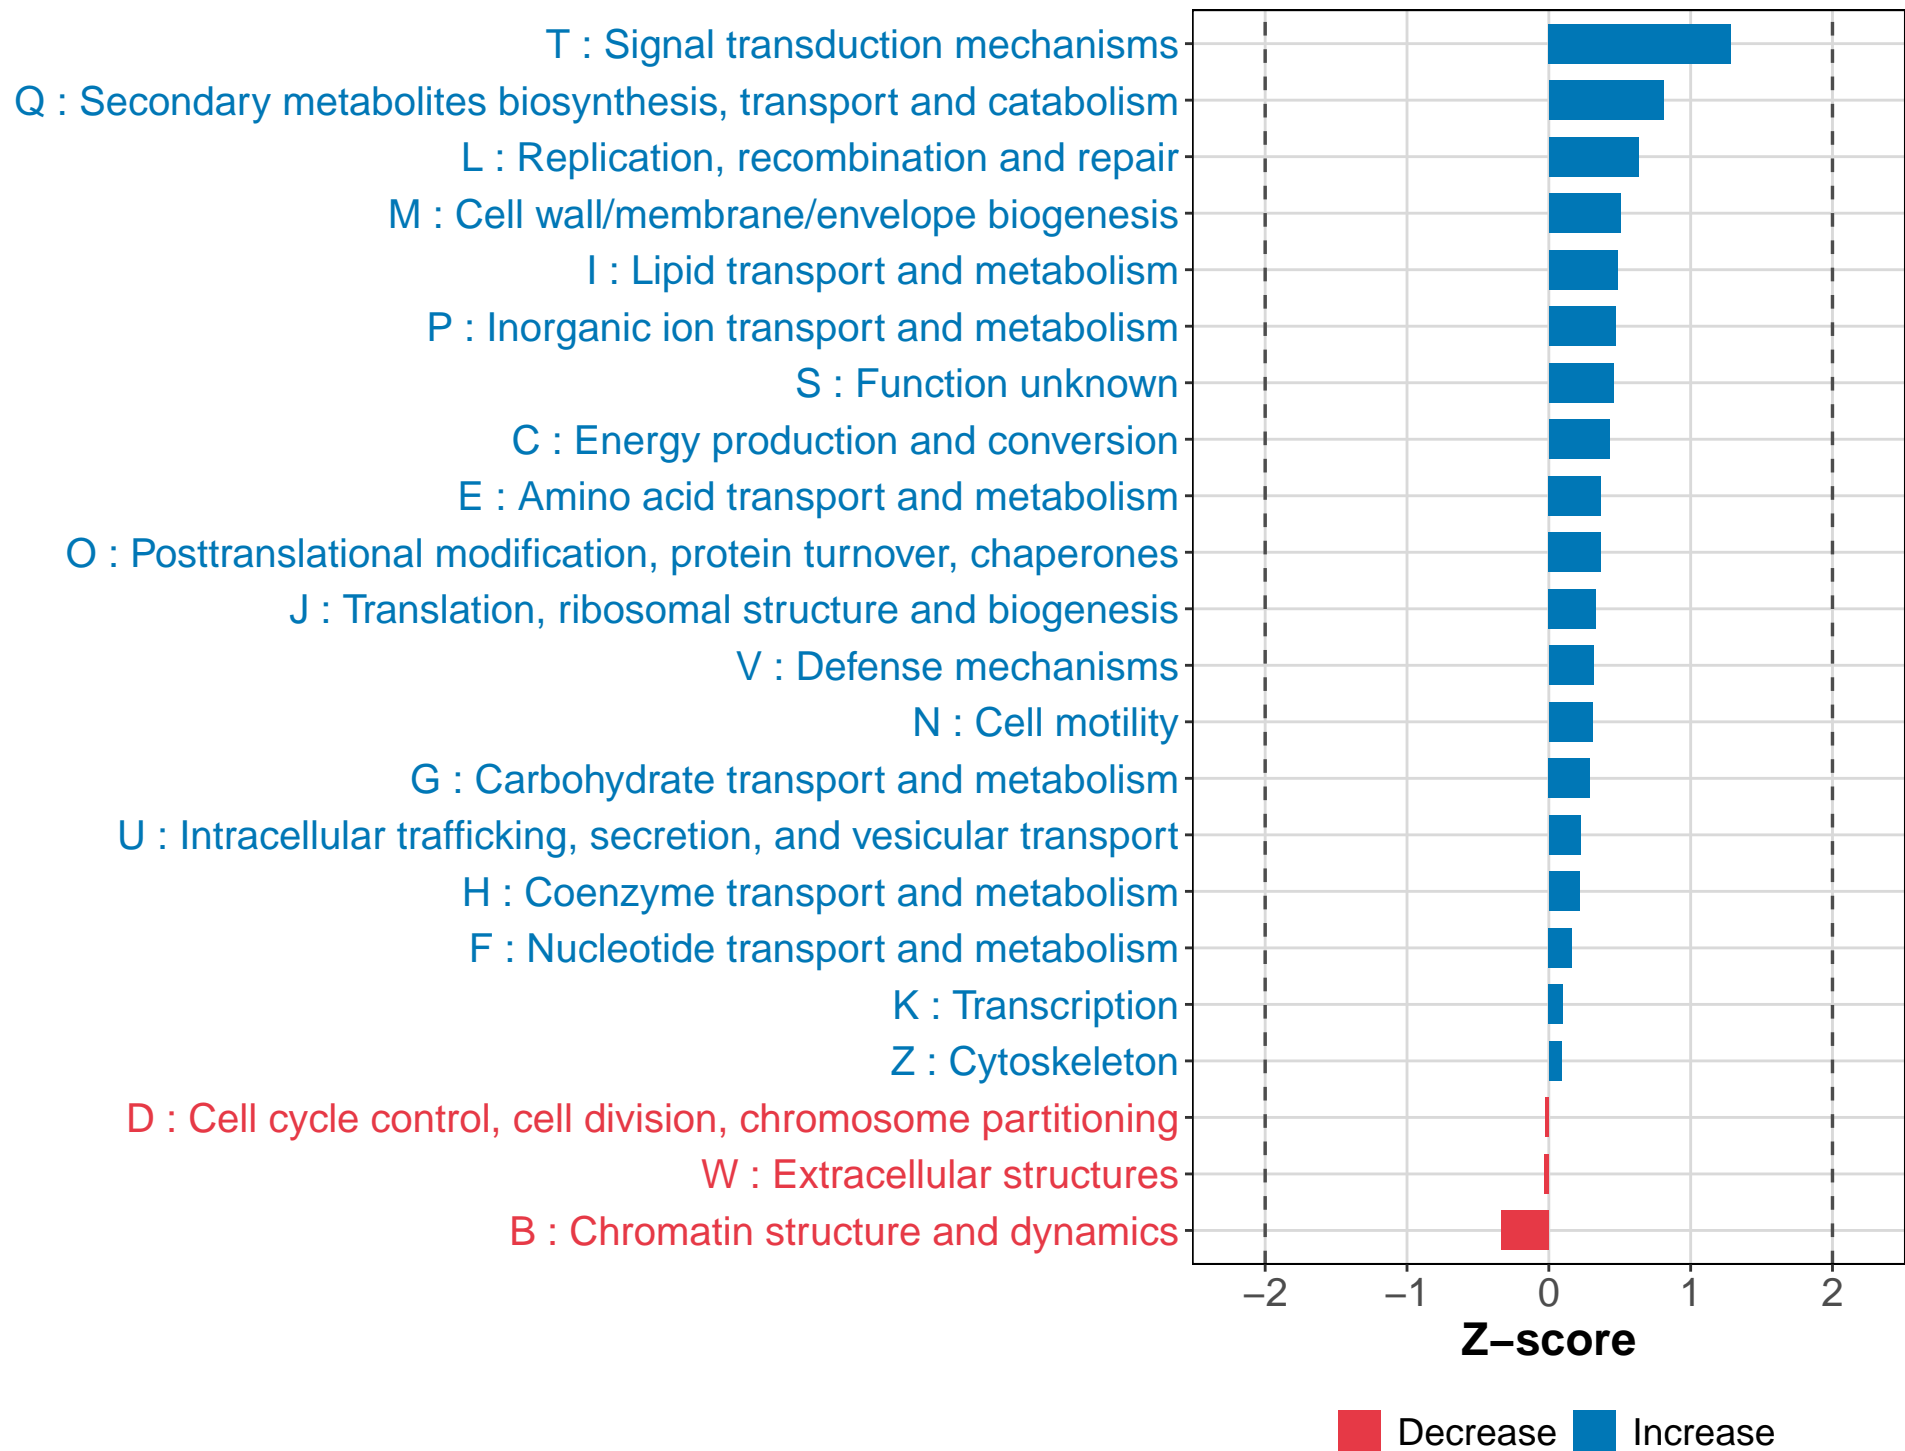 T : Signal transduction mechanisms
Q : Secondary metabolites biosynthesis, transport and catabolism
L : Replication, recombination and repair
M : Cell wall/membrane/envelope biogenesis
I : Lipid transport and metabolism
P : Inorganic ion transport and metabolism
S : Function unknown
C : Energy production and conversion
E : Amino acid transport and metabolism
O : Posttranslational modification, protein turnover, chaperones
J : Translation, ribosomal structure and biogenesis
V : Defense mechanisms
N : Cell motility
G : Carbohydrate transport and metabolism
U : Intracellular trafficking, secretion, and vesicular transport
H : Coenzyme transport and metabolism
F : Nucleotide transport and metabolism
K : Transcription
Z : Cytoskeleton
D : Cell cycle control, cell division, chromosome partitioning
W : Extracellular structures
B : Chromatin structure and dynamics
−2 −1 0 1 2
Z−score
Decrease Increase